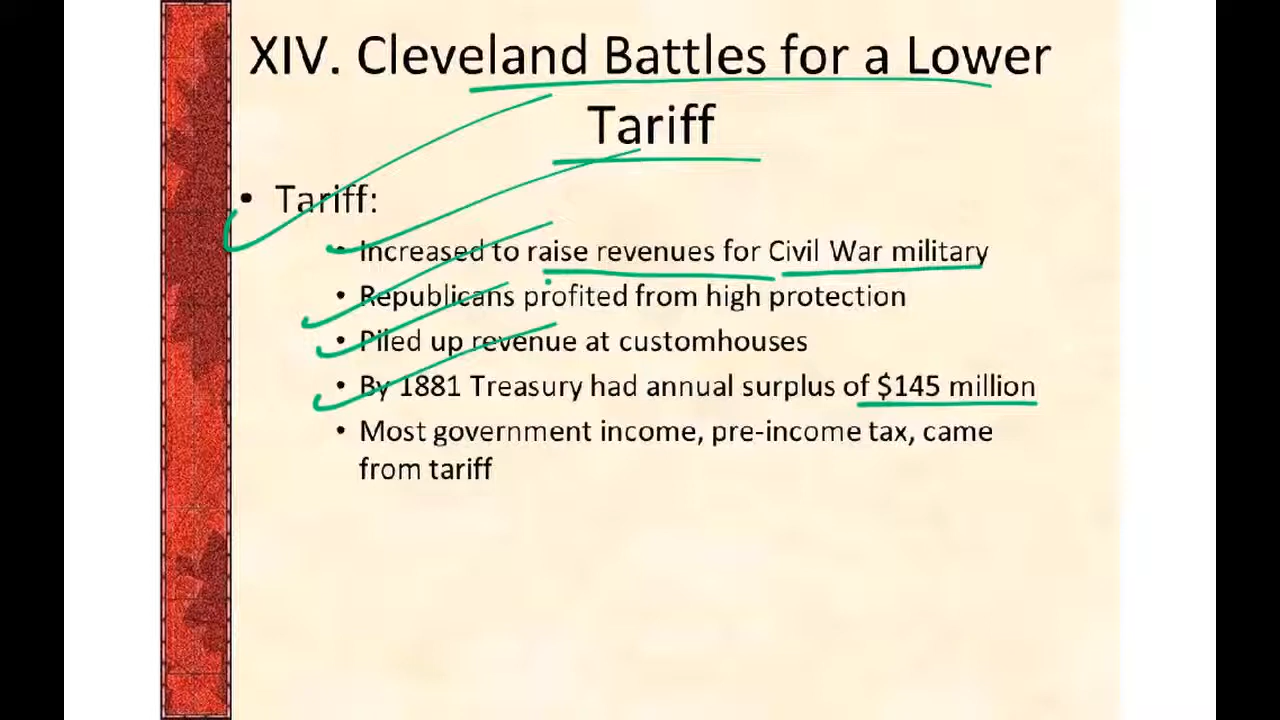 XIV. Cleveland Battles for a Lower
Tariff
• Tariff:
• Increased to raise revenues for Civil War military
• Republicans profited from high protection
• Piled up revenue at customhouses
• By 1881 Treasury had annual surplus of $145 million
• Most government income, pre-income tax, came
from tariff